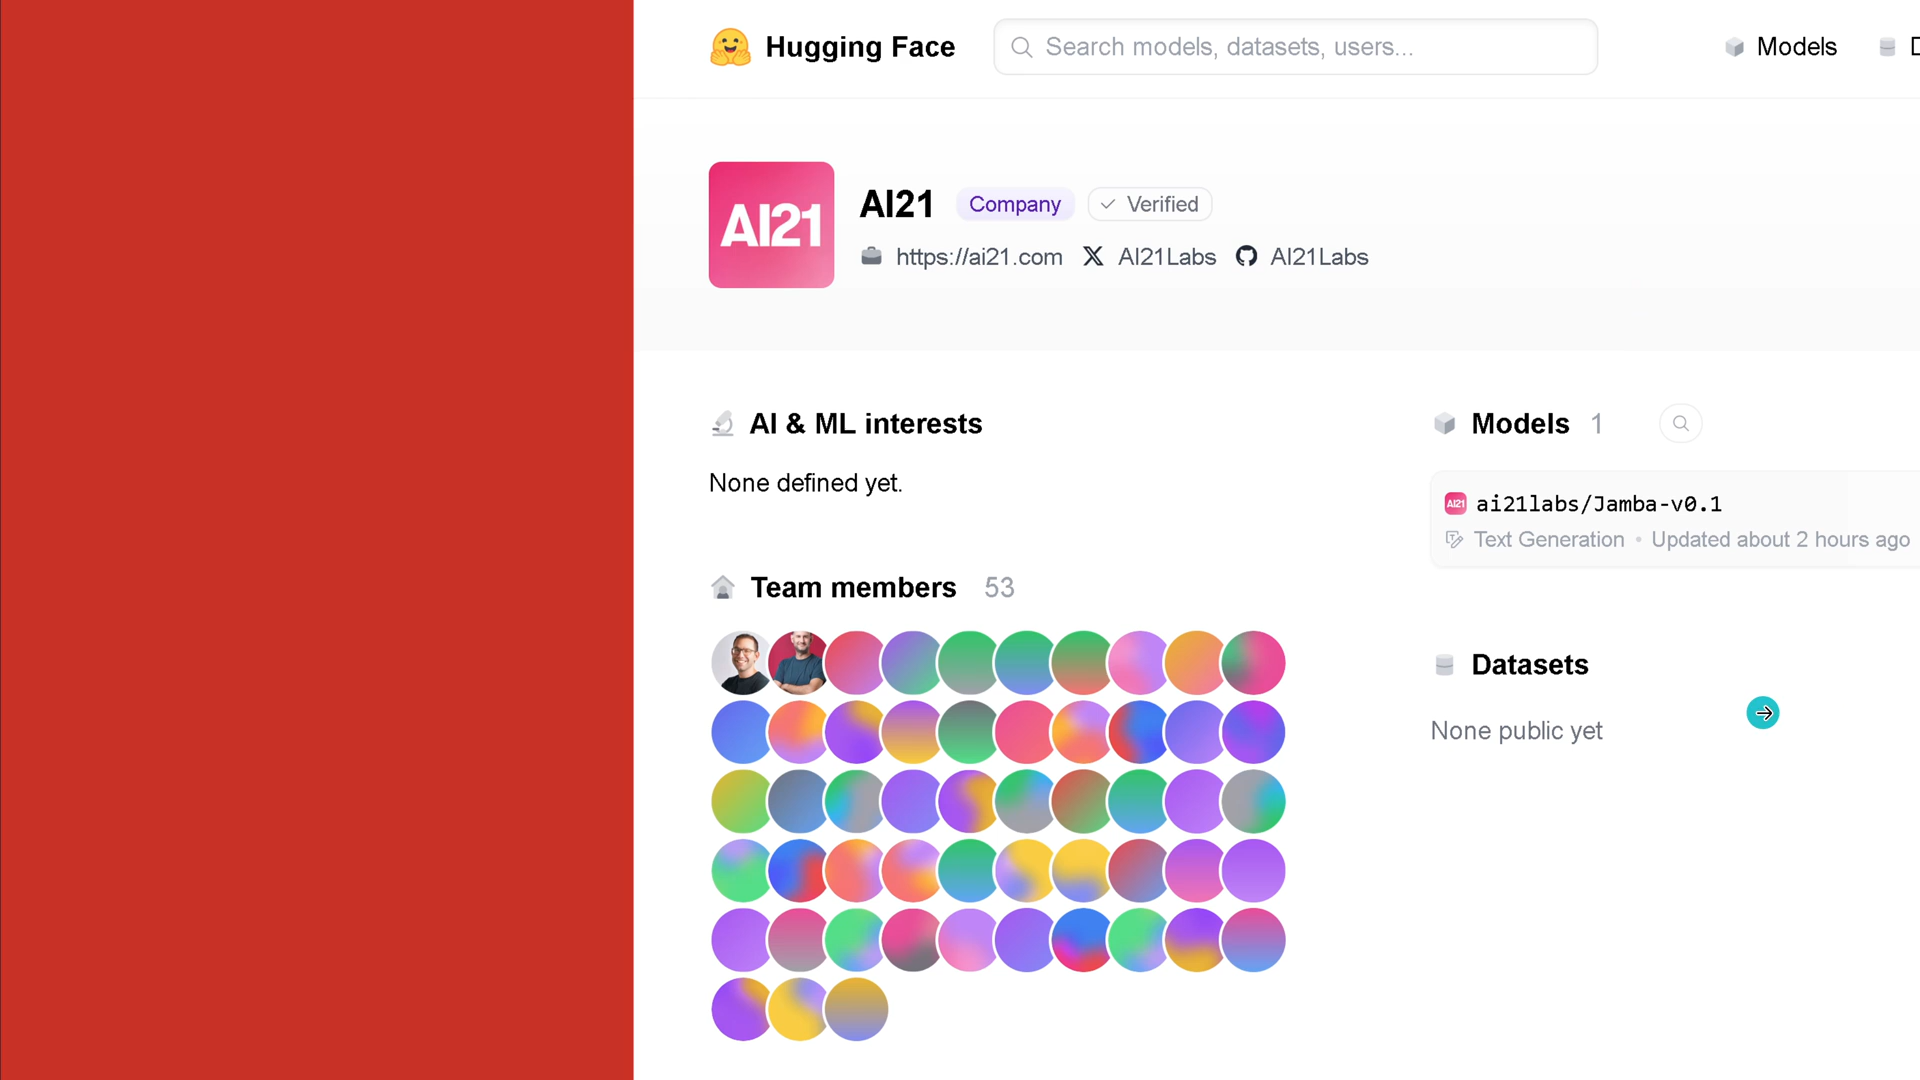 Hugging Face
Search models, datasets, users...
Models
AI21
AI21
Company
Verified
https://ai21.com
AI21Labs
AI21Labs
AI & ML interests
None defined yet.
Team members 53
Models 1
AI21
ai21labs/Jamba-v0.1
Text Generation • Updated about 2 hours ago
Datasets
None public yet